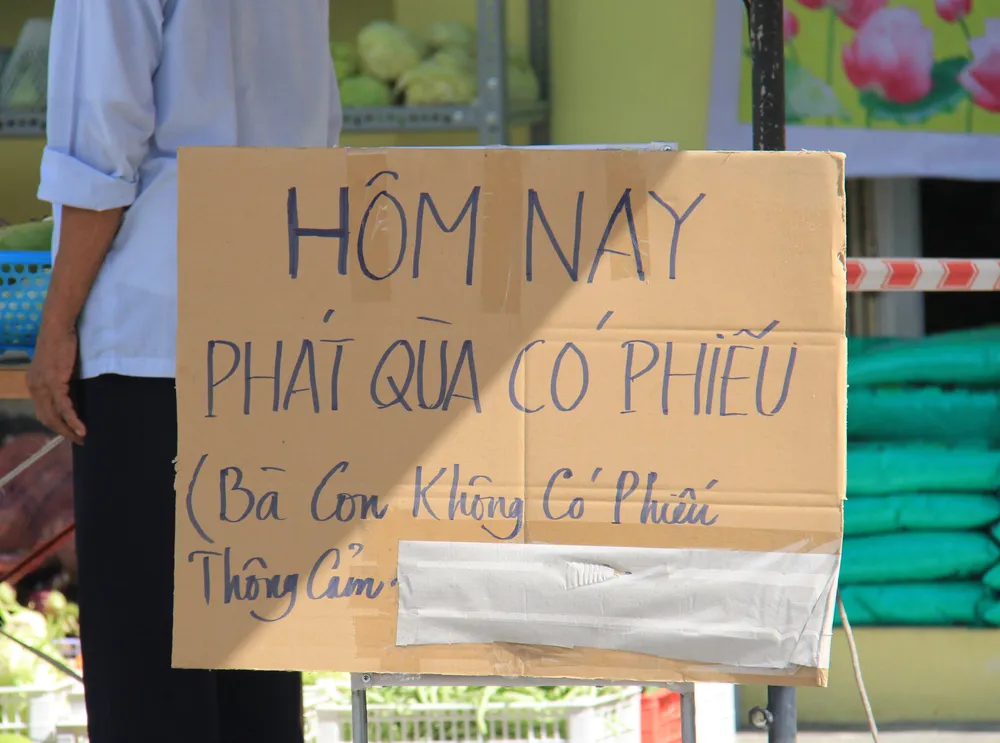 HÔM NAY
PHÁT QÙA CÓ PHIẾU
(Bà Con Không Có Phiếu
Thông Cảm.